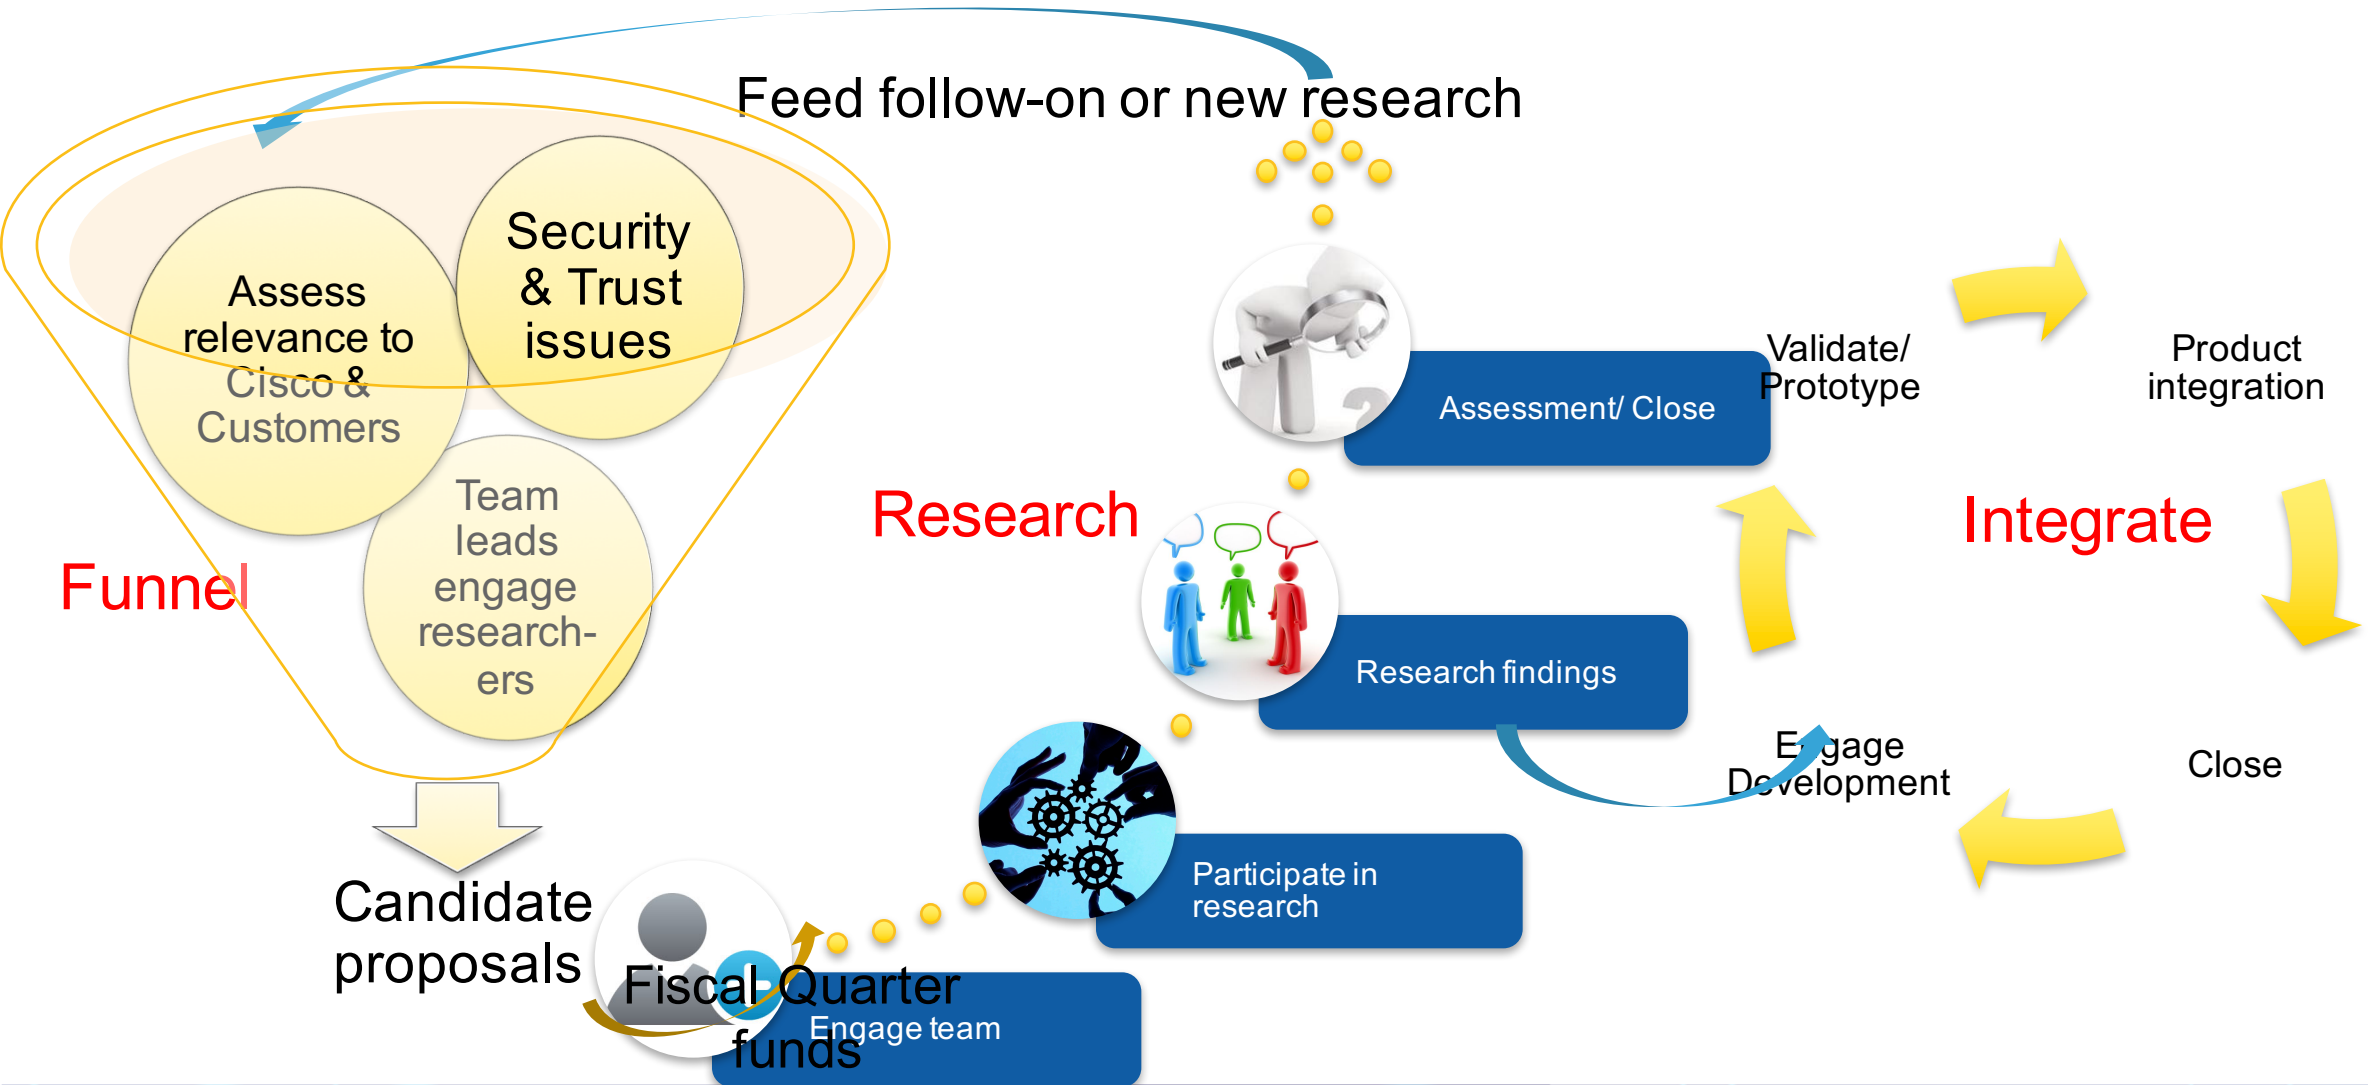 Feed follow-on or new research
Security
& Trust
issues
Assess
relevance to
Cisco &
Customers
Team
leads
engage
research-
ers
Funnel
Candidate
proposals
Fiscal Quarter
funds
Research
Assessment/ Close
Research findings
Participate in
research
Engage team
Integrate
Validate/
Prototype
Product
integration
Close
Engage
Development